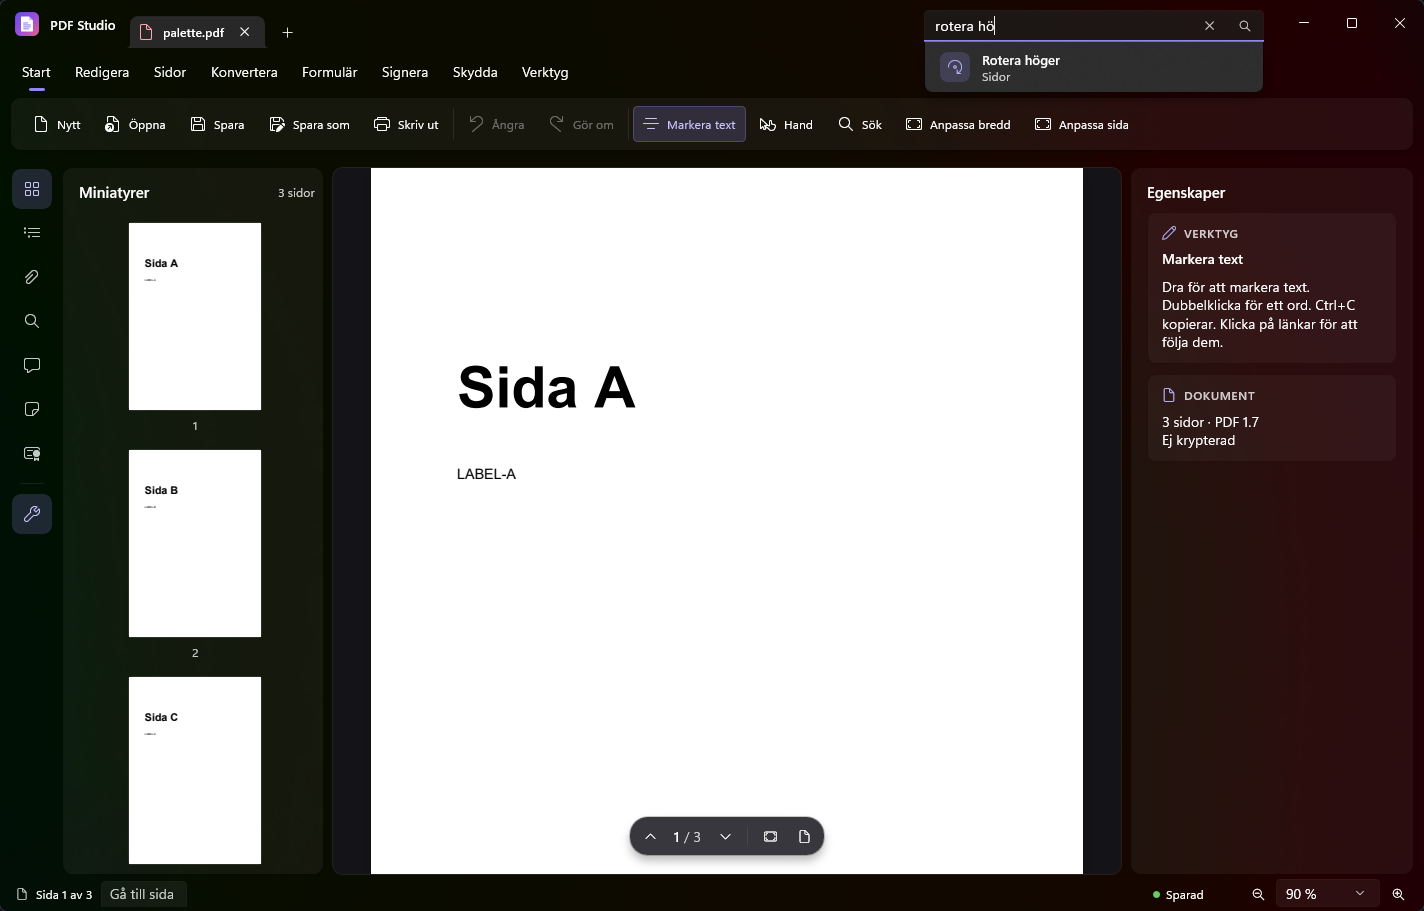 PDF Studio
palette.pdf
rotera hö
Rotera höger
Sidor
Start
Redigera
Sidor
Konvertera
Formulär
Signera
Skydda
Verktyg
Nytt
Öppna
Spara
Spara som
Skriv ut
Ångra
Gör om
Markera text
Hand
Sök
Anpassa bredd
Anpassa sida
Miniatyrer
3 sidor
Sida A
1
Sida B
2
Sida C
Sida A
LABEL-A
1 / 3
Egenskaper
VERKTYG
Markera text
Dra för att markera text.
Dubbelklicka för ett ord. Ctrl+C
kopierar. Klicka på länkar för att
följa dem.
DOKUMENT
3 sidor · PDF 1.7
Ej krypterad
Sida 1 av 3
Gå till sida
Sparad
90 %